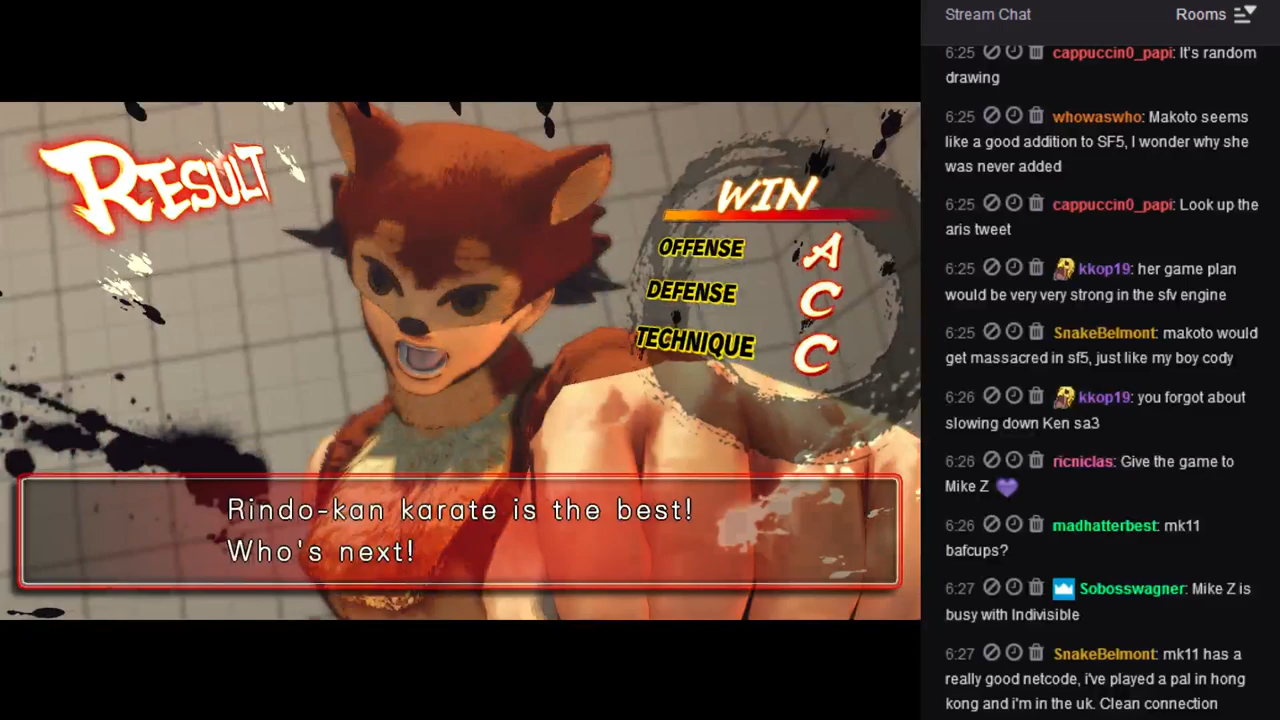 RESULT
WIN
OFFENSE A
DEFENSE C
TECHNIQUE C
Rindo-kan karate is the best!
Who's next!
Stream Chat Rooms
6:25 cappuccin0_papi: It's random
drawing
6:25 whowaswho: Makoto seems
like a good addition to SF5, I wonder why she
was never added
6:25 cappuccin0_papi: Look up the
aris tweet
6:25 kkop19: her game plan
would be very very strong in the sfv engine
6:25 SnakeBelmont: makoto would
get massacred in sf5, just like my boy cody
6:26 kkop19: you forgot about
slowing down Ken sa3
6:26 ricniclas: Give the game to
Mike Z
6:26 madhatterbest: mk11
bafcups?
6:27 Sobosswagner: Mike Z is
busy with Indivisible
6:27 SnakeBelmont: mk11 has a
really good netcode, i've played a pal in hong
kong and i'm in the uk. Clean connection